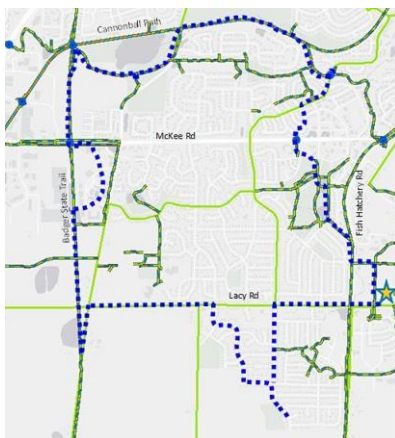 Cannonball Path
McKee Rd
Badger State Trail
Fish Hatchery Rd
Lacy Rd